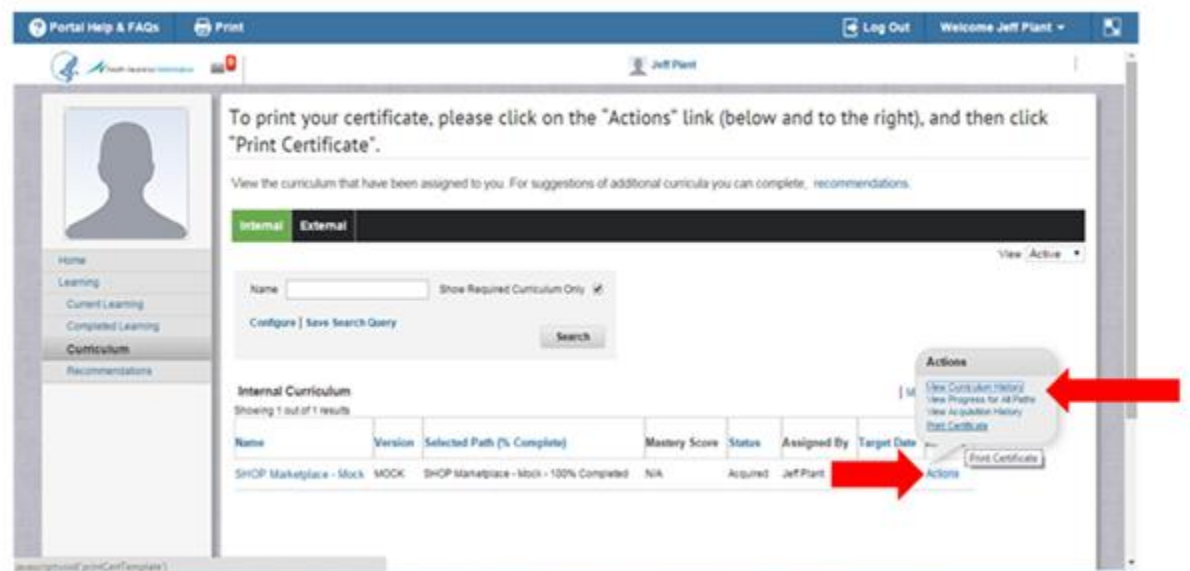 Portal Help & FAQs Print Log Out Welcome Jeff Plant
Jeff Plant
To print your certificate, please click on the "Actions" link (below and to the right), and then click
"Print Certificate".
View the curriculum that have been assigned to you. For suggestions of additional curricula you can complete, recommendations.
Internal External
View Active
Home
Learning
Current Learning
Completed Learning
Curriculum
Recommendations
Name Show Required Curriculum Only
Configure | Save Search Query
Search
Actions
View Curriculum History
View Progress for All Paths
View Acquisition History
Print Certificate
Print Certificate
Internal Curriculum | M
Showing 1 out of 1 results
Name Version Selected Path (% Complete) Mastery Score Status Assigned By Target Date
SHOP Marketplace - Mock MOCK SHOP Marketplace - Mock - 100% Completed N/A Acquired Jeff Plant Actions